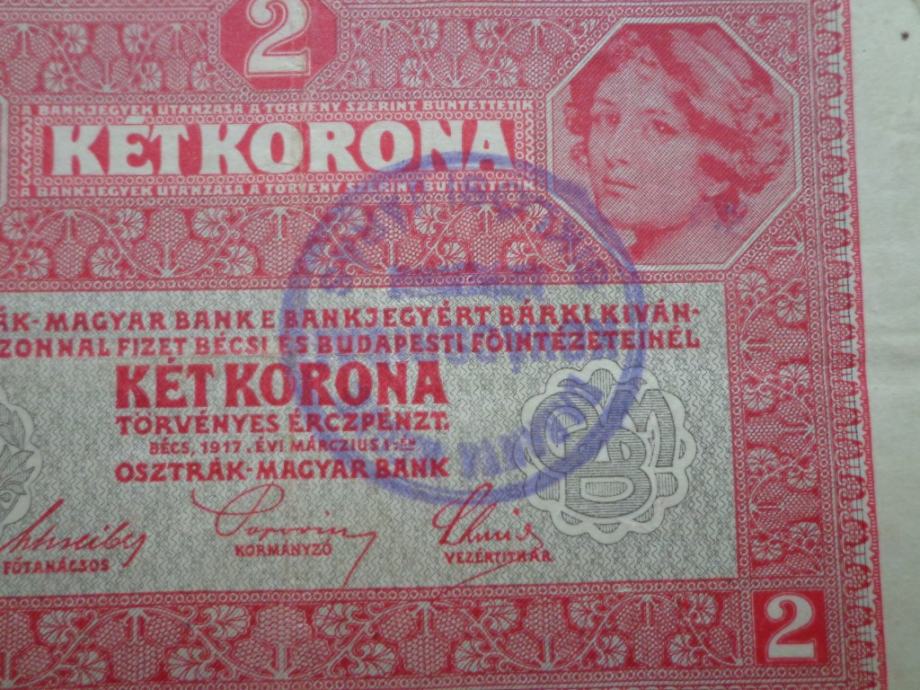 2
BANKJEGYEK UTÁNZÁSA A TÖRVÉNY SZERINT BÜNTETTETIK
KÉT KORONA
BANKJEGYEK UTÁNZÁSA A TÖRVÉNY SZERINT BÜNTETTETIK
ÁK-MAGYAR BANK E BANKJEGYÉRT BÁRKI KIVÁN-
ZONNAL FIZET BÉCSI ÉS BUDAPESTI FŐINTÉZETEINÉL
KÉT KORONA
TÖRVÉNYES ÉRCZPÉNZT.
BÉCS, 1917. ÉVI MÁRCZIUS 1-ÉN
OSZTRÁK-MAGYAR BANK
FŐTANÁCSOS
KORMÁNYZÓ
VEZÉRTITKÁR
2